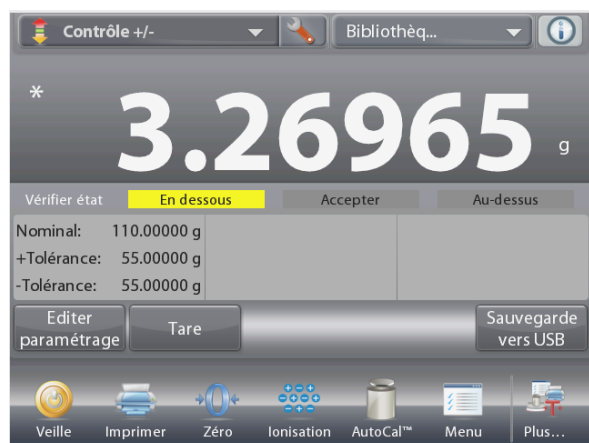 Contrôle +/- Bibliothèq...
* 3.26965 g
Vérifier état En dessous Accepter Au-dessus
Nominal: 110.00000 g
+Tolérance: 55.00000 g
-Tolérance: 55.00000 g
Editer
paramétrage
Tare
Sauvegarde
vers USB
Veille Imprimer Zéro Ionisation AutoCal™ Menu Plus...